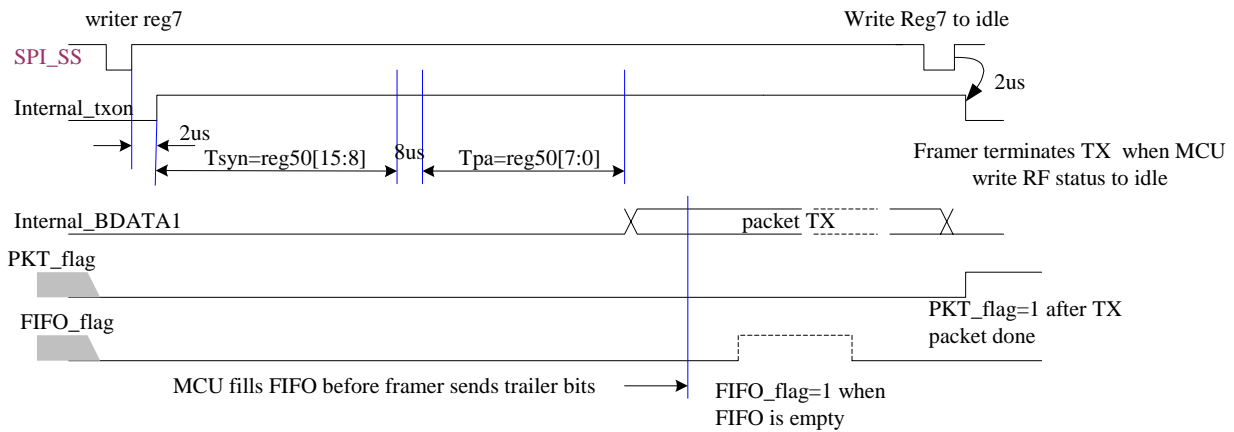 writer reg7
Write Reg7 to idle
SPI_SS
2us
Internal_txon
2us
Tsyn=reg50[15:8]
8us
Tpa=reg50[7:0]
Framer terminates TX when MCU
write RF status to idle
Internal_BDATA1
packet TX
PKT_flag
PKT_flag=1 after TX
packet done
FIFO_flag
MCU fills FIFO before framer sends trailer bits
FIFO_flag=1 when
FIFO is empty